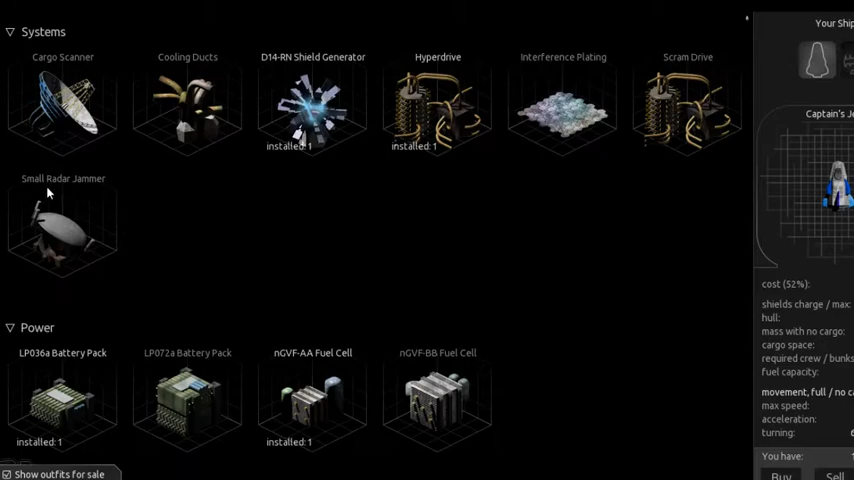 Systems
Cargo Scanner
Cooling Ducts
D14-RN Shield Generator
Hyperdrive
Interference Plating
Scram Drive
installed: 1
installed: 1
Small Radar Jammer
Power
LP036a Battery Pack
LP072a Battery Pack
nGVF-AA Fuel Cell
nGVF-BB Fuel Cell
installed: 1
installed: 1
Show outfits for sale
Your Ship
Captain's Je
cost (52%):
shields charge / max:
hull:
mass with no cargo:
cargo space:
required crew / bunks
fuel capacity:
movement, full / no ca
max speed:
acceleration:
turning:
You have:
Buy
Sell